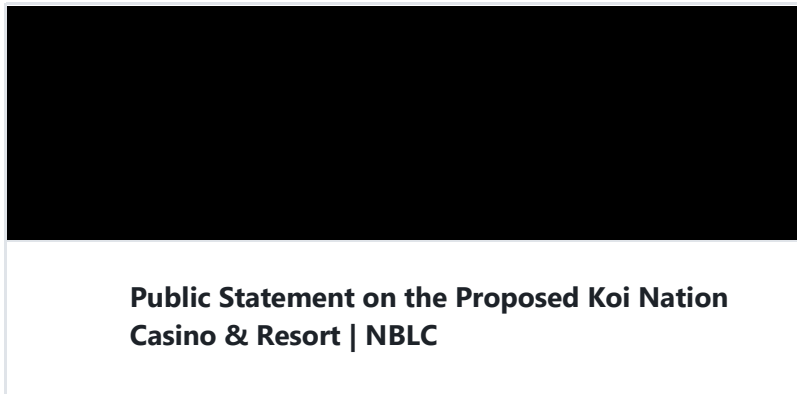 Public Statement on the Proposed Koi Nation
Casino & Resort | NBLC